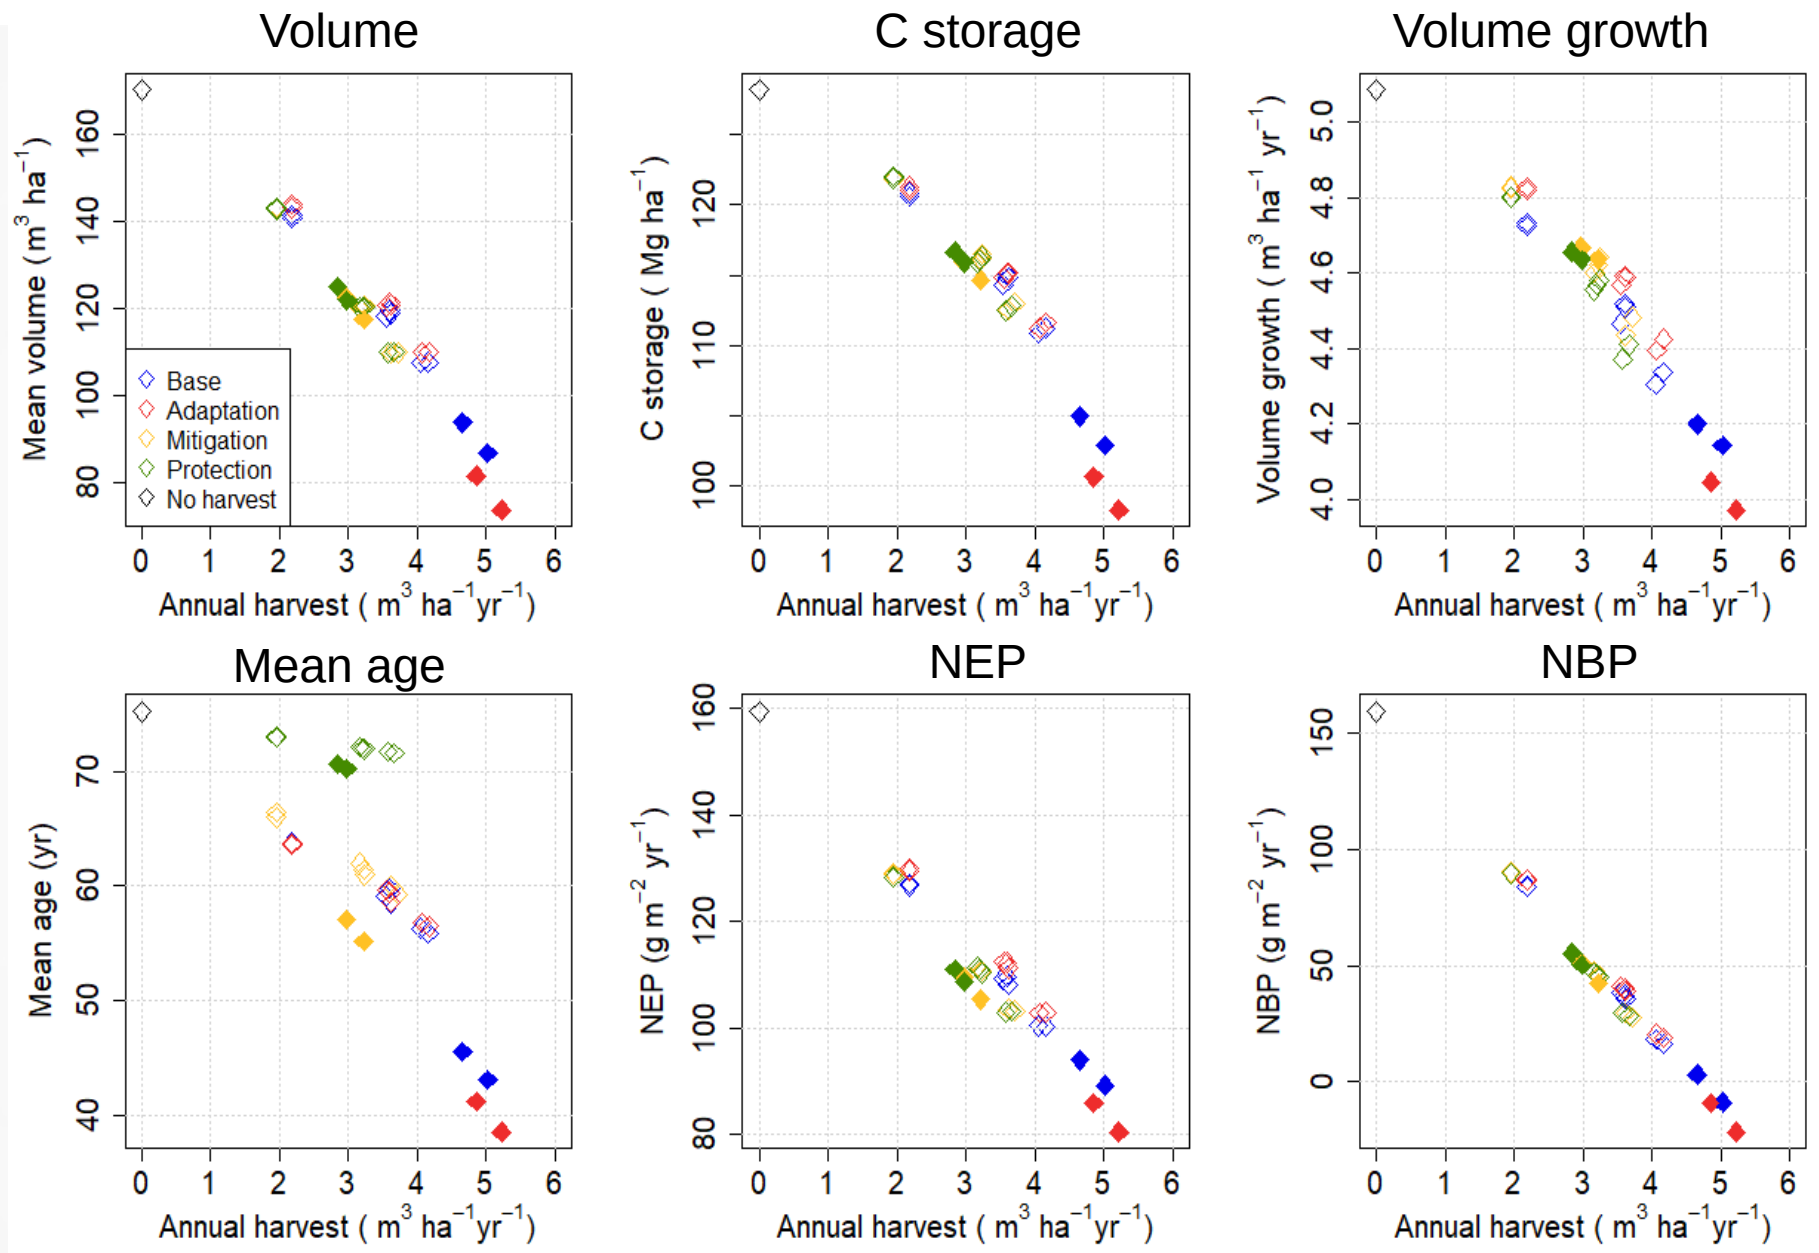 Volume
C storage
Volume growth
Mean volume ( m³ ha⁻¹)
80 100 120 140 160
Base
Adaptation
Mitigation
Protection
No harvest
0 1 2 3 4 5 6
Annual harvest ( m³ ha⁻¹yr⁻¹)
C storage ( Mg ha⁻¹)
100 110 120
0 1 2 3 4 5 6
Annual harvest ( m³ ha⁻¹yr⁻¹)
Volume growth ( m³ ha⁻¹ yr⁻¹)
4.0 4.2 4.4 4.6 4.8 5.0
0 1 2 3 4 5 6
Annual harvest ( m³ ha⁻¹yr⁻¹)
Mean age
NEP
NBP
Mean age (yr)
40 50 60 70
0 1 2 3 4 5 6
Annual harvest ( m³ ha⁻¹yr⁻¹)
NEP (g m⁻² yr⁻¹)
80 100 120 140 160
0 1 2 3 4 5 6
Annual harvest ( m³ ha⁻¹yr⁻¹)
NBP (g m⁻² yr⁻¹)
0 50 100 150
0 1 2 3 4 5 6
Annual harvest ( m³ ha⁻¹yr⁻¹)